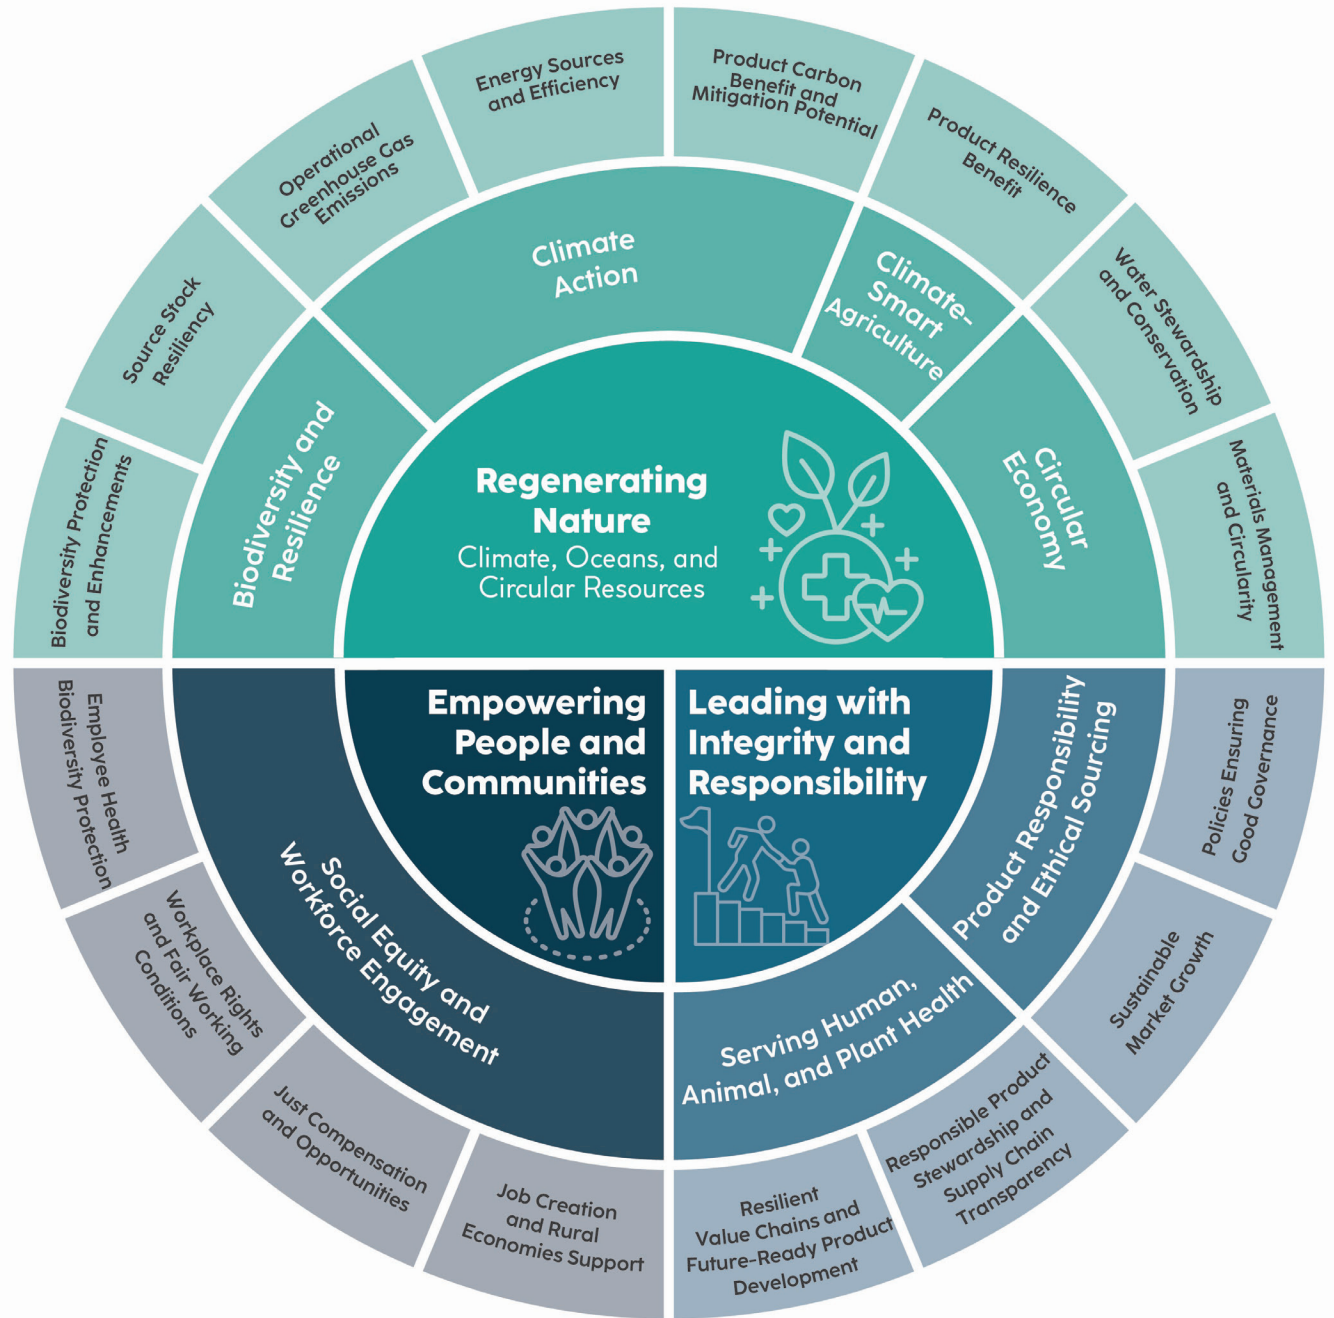 Energy Sources
and Efficiency
Product Carbon
Benefit and
Mitigation Potential
Product Resilience
Benefit
Water Stewardship
and Conservation
Materials Management
and Circularity
Operational
Greenhouse Gas
Emissions
Source Stock
Resiliency
Biodiversity Protection
and Enhancements
Climate
Action
Climate-
Smart
Agriculture
Circular
Economy
Biodiversity and
Resilience
Regenerating
Nature
Climate, Oceans, and
Circular Resources
Empowering
People and
Communities
Leading with
Integrity and
Responsibility
Social Equity and
Workforce Engagement
Product Responsibility
and Ethical Sourcing
Serving Human,
Animal, and Plant Health
Employee Health
Biodiversity Protection
Workplace Rights
and Fair Working
Conditions
Just Compensation
and Opportunities
Job Creation
and Rural
Economies Support
Resilient
Value Chains and
Future-Ready Product
Development
Responsible Product
Stewardship and
Supply Chain
Transparency
Sustainable
Market Growth
Policies Ensuring
Good Governance